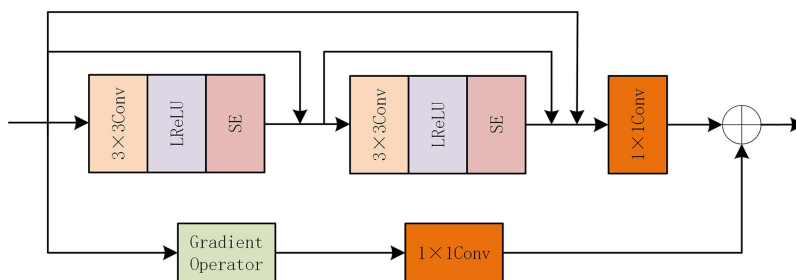 3×3Conv
LReLU
SE
3×3Conv
LReLU
SE
1×1Conv
Gradient
Operator
1×1Conv